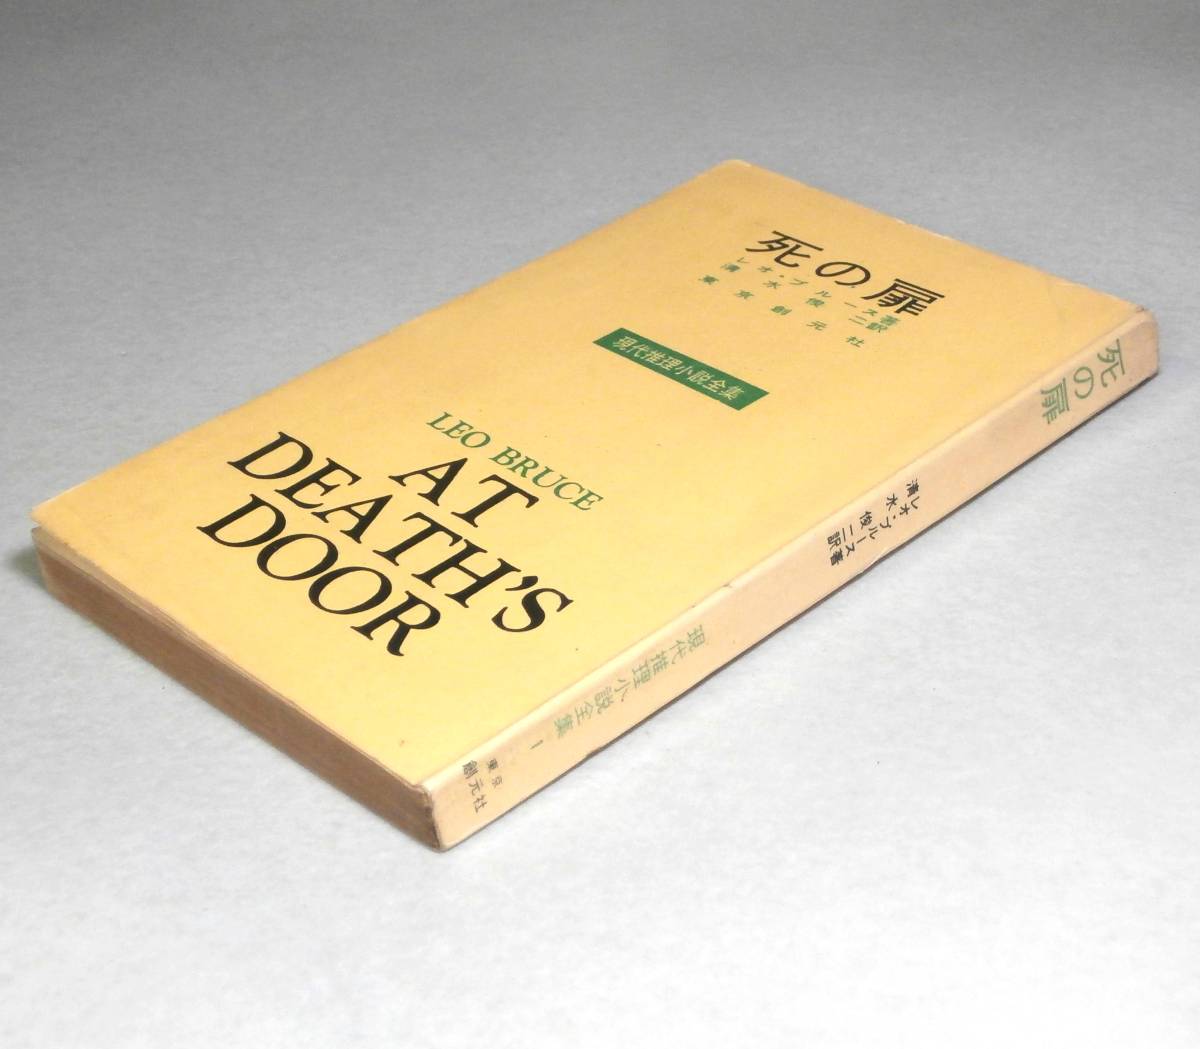 死の扉
レオ・ブルース著
清水俊二訳
東京創元社
現代推理小説全集
LEO BRUCE
AT
DEATH'S
DOOR
死の扉
レオ・ブルース著
清水俊二訳
現代推理小説全集 1
東京
創元社